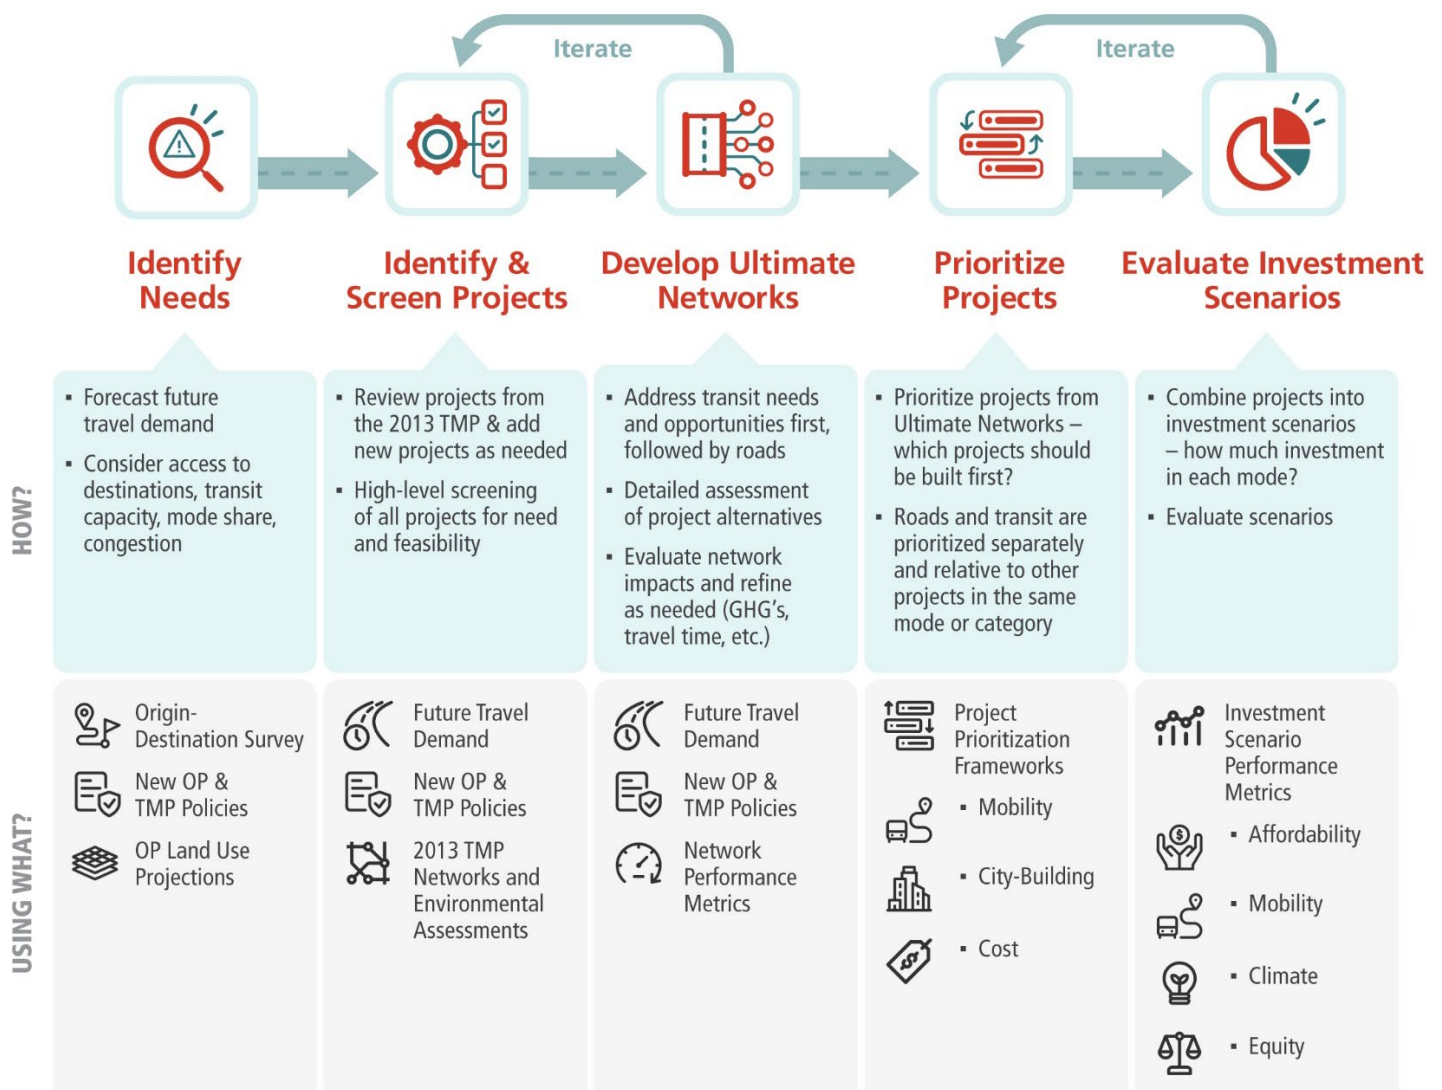 Iterate
Iterate
Identify
Needs
Identify &
Screen Projects
Develop Ultimate
Networks
Prioritize
Projects
Evaluate Investment
Scenarios
HOW?
▪ Forecast future
travel demand
▪ Consider access to
destinations, transit
capacity, mode share,
congestion
▪ Review projects from
the 2013 TMP & add
new projects as needed
▪ High-level screening
of all projects for need
and feasibility
▪ Address transit needs
and opportunities first,
followed by roads
▪ Detailed assessment
of project alternatives
▪ Evaluate network
impacts and refine
as needed (GHG's,
travel time, etc.)
▪ Prioritize projects from
Ultimate Networks –
which projects should
be built first?
▪ Roads and transit are
prioritized separately
and relative to other
projects in the same
mode or category
▪ Combine projects into
investment scenarios
– how much investment
in each mode?
▪ Evaluate scenarios
USING WHAT?
Origin-
Destination Survey
New OP &
TMP Policies
OP Land Use
Projections
Future Travel
Demand
New OP &
TMP Policies
2013 TMP
Networks and
Environmental
Assessments
Future Travel
Demand
New OP &
TMP Policies
Network
Performance
Metrics
Project
Prioritization
Frameworks
▪ Mobility
▪ City-Building
▪ Cost
Investment
Scenario
Performance
Metrics
▪ Affordability
▪ Mobility
▪ Climate
▪ Equity